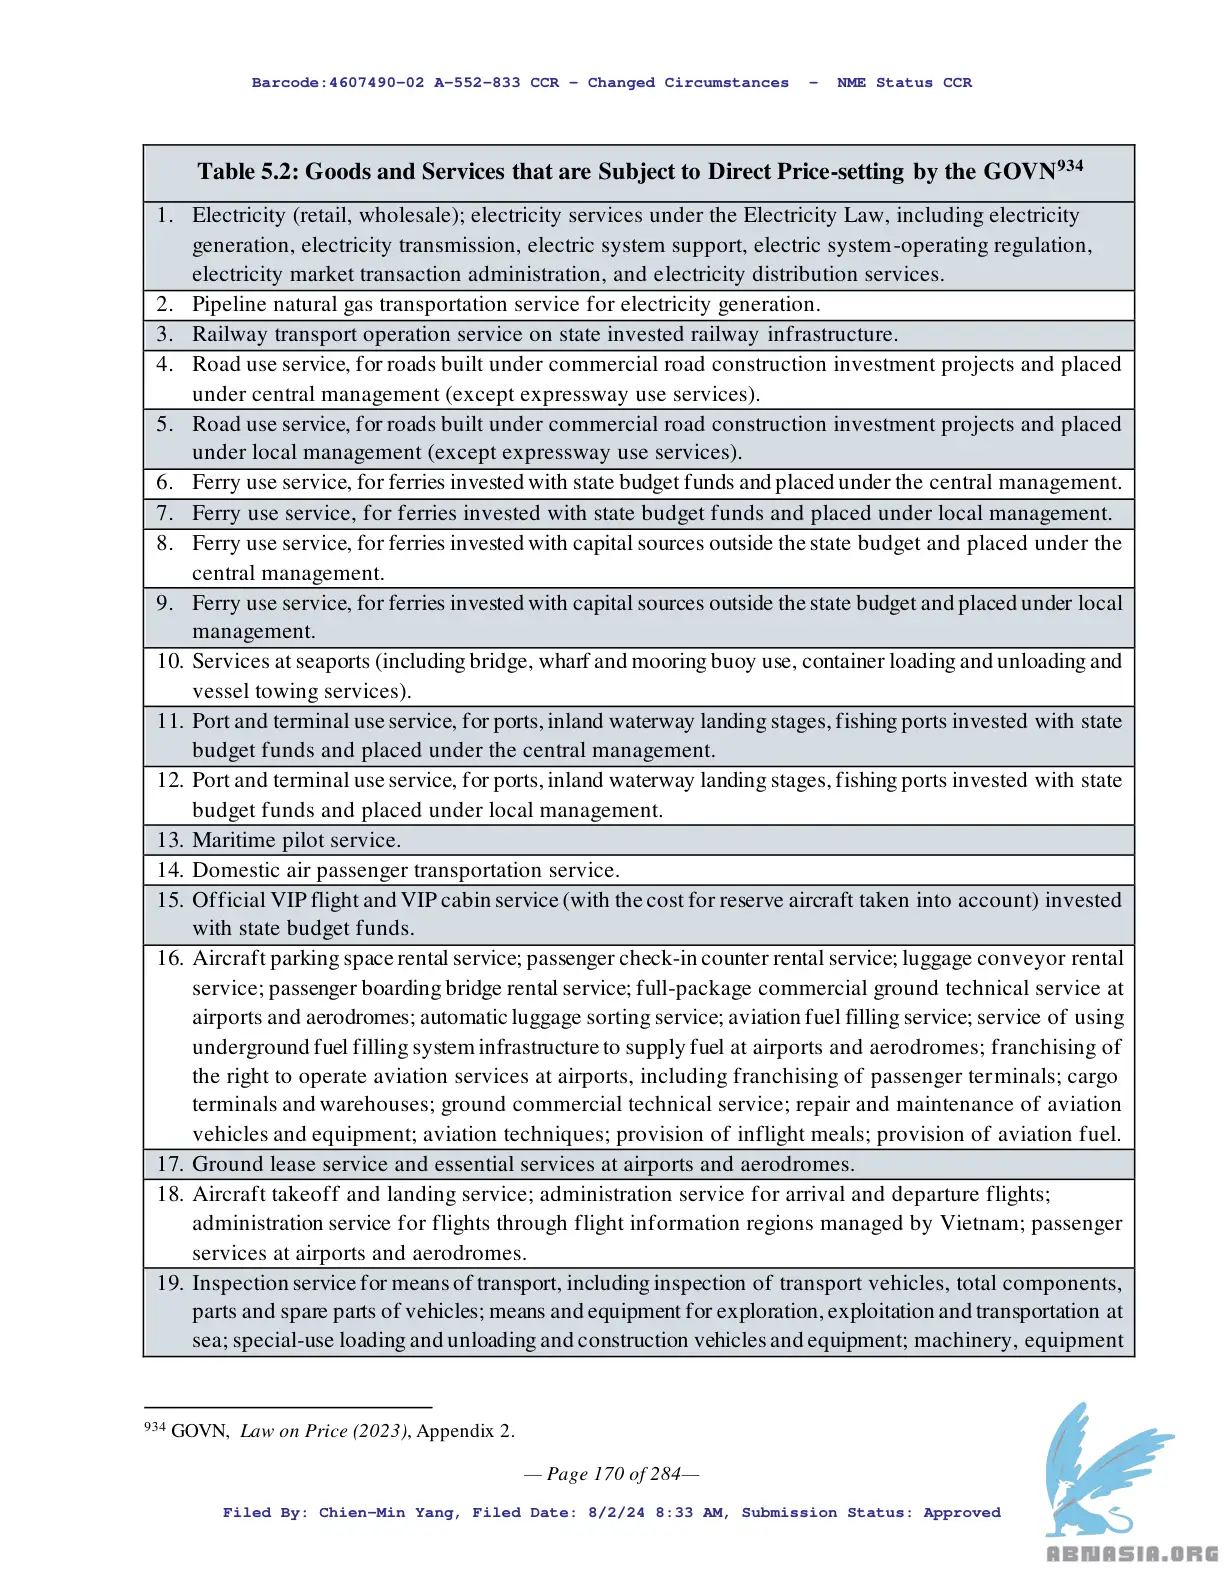 Barcode:4607490-02 A-552-833 CCR - Changed Circumstances - NME Status CCR
Table 5.2: Goods and Services that are Subject to Direct Price-setting by the GOVN934
1. Electricity (retail, wholesale); electricity services under the Electricity Law, including electricity
generation, electricity transmission, electric system support, electric system-operating regulation,
electricity market transaction administration, and electricity distribution services.
2. Pipeline natural gas transportation service for electricity generation.
3. Railway transport operation service on state invested railway infrastructure.
4. Road use service, for roads built under commercial road construction investment projects and placed
under central management (except expressway use services).
5. Road use service, for roads built under commercial road construction investment projects and placed
under local management (except expressway use services).
6. Ferry use service, for ferries invested with state budget funds and placed under the central management.
7. Ferry use service, for ferries invested with state budget funds and placed under local management.
8. Ferry use service, for ferries invested with capital sources outside the state budget and placed under the
central management.
9. Ferry use service, for ferries invested with capital sources outside the state budget and placed under local
management.
10. Services at seaports (including bridge, wharf and mooring buoy use, container loading and unloading and
vessel towing services).
11. Port and terminal use service, for ports, inland waterway landing stages, fishing ports invested with state
budget funds and placed under the central management.
12. Port and terminal use service, for ports, inland waterway landing stages, fishing ports invested with state
budget funds and placed under local management.
13. Maritime pilot service.
14. Domestic air passenger transportation service.
15. Official VIP flight and VIP cabin service (with the cost for reserve aircraft taken into account) invested
with state budget funds.
16. Aircraft parking space rental service; passenger check-in counter rental service; luggage conveyor rental
service; passenger boarding bridge rental service; full-package commercial ground technical service at
airports and aerodromes; automatic luggage sorting service; aviation fuel filling service; service of using
underground fuel filling system infrastructure to supply fuel at airports and aerodromes; franchising of
the right to operate aviation services at airports, including franchising of passenger terminals; cargo
terminals and warehouses; ground commercial technical service; repair and maintenance of aviation
vehicles and equipment; aviation techniques; provision of inflight meals; provision of aviation fuel.
17. Ground lease service and essential services at airports and aerodromes.
18. Aircraft takeoff and landing service; administration service for arrival and departure flights;
administration service for flights through flight information regions managed by Vietnam; passenger
services at airports and aerodromes.
19. Inspection service for means of transport, including inspection of transport vehicles, total components,
parts and spare parts of vehicles; means and equipment for exploration, exploitation and transportation at
sea; special-use loading and unloading and construction vehicles and equipment; machinery, equipment
934 GOVN, Law on Price (2023), Appendix 2.
— Page 170 of 284—
Filed By: Chien-Min Yang, Filed Date: 8/2/24 8:33 AM, Submission Status: Approved
ABNASIA.ORG